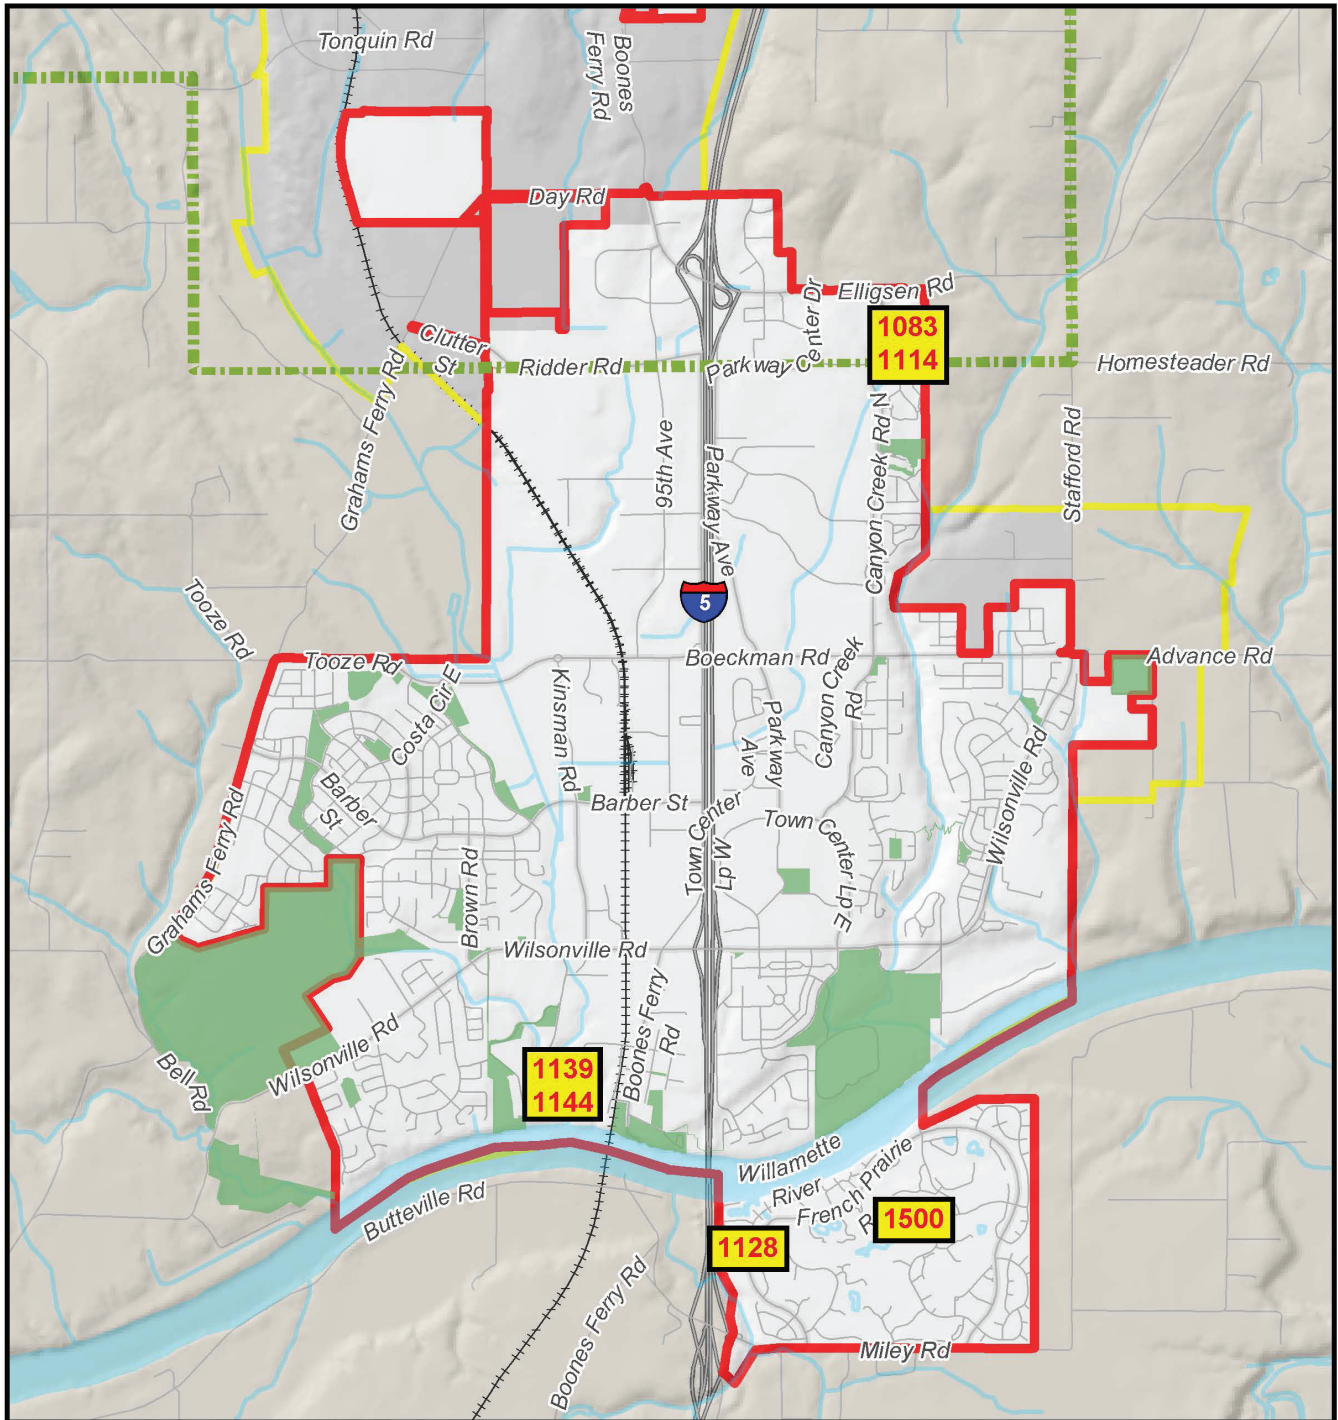 Tonquin Rd
Boones
Ferry Rd
Day Rd
Elligsen Rd
Parkway Center Dr
1083
1114
Clutter
St
Ridder Rd
Homesteader Rd
Grahams Ferry Rd
95th Ave
Parkway Ave
Canyon Creek Rd N
Stafford Rd
5
Tooze Rd
Tooze Rd
Costa Cir E
Kinsman Rd
Boeckman Rd
Advance Rd
Canyon Creek
Rd
Parkway
Ave
Wilsonville Rd
Barber
St
Barber St
Town Center
Lp W
Town Center Lp E
Grahams Ferry Rd
Brown Rd
Wilsonville Rd
Boones Ferry
Rd
Wilsonville Rd
Bell Rd
1139
1144
Butteville Rd
Willamette
River
French Prairie
1500
1128
Boones Ferry Rd
Miley Rd